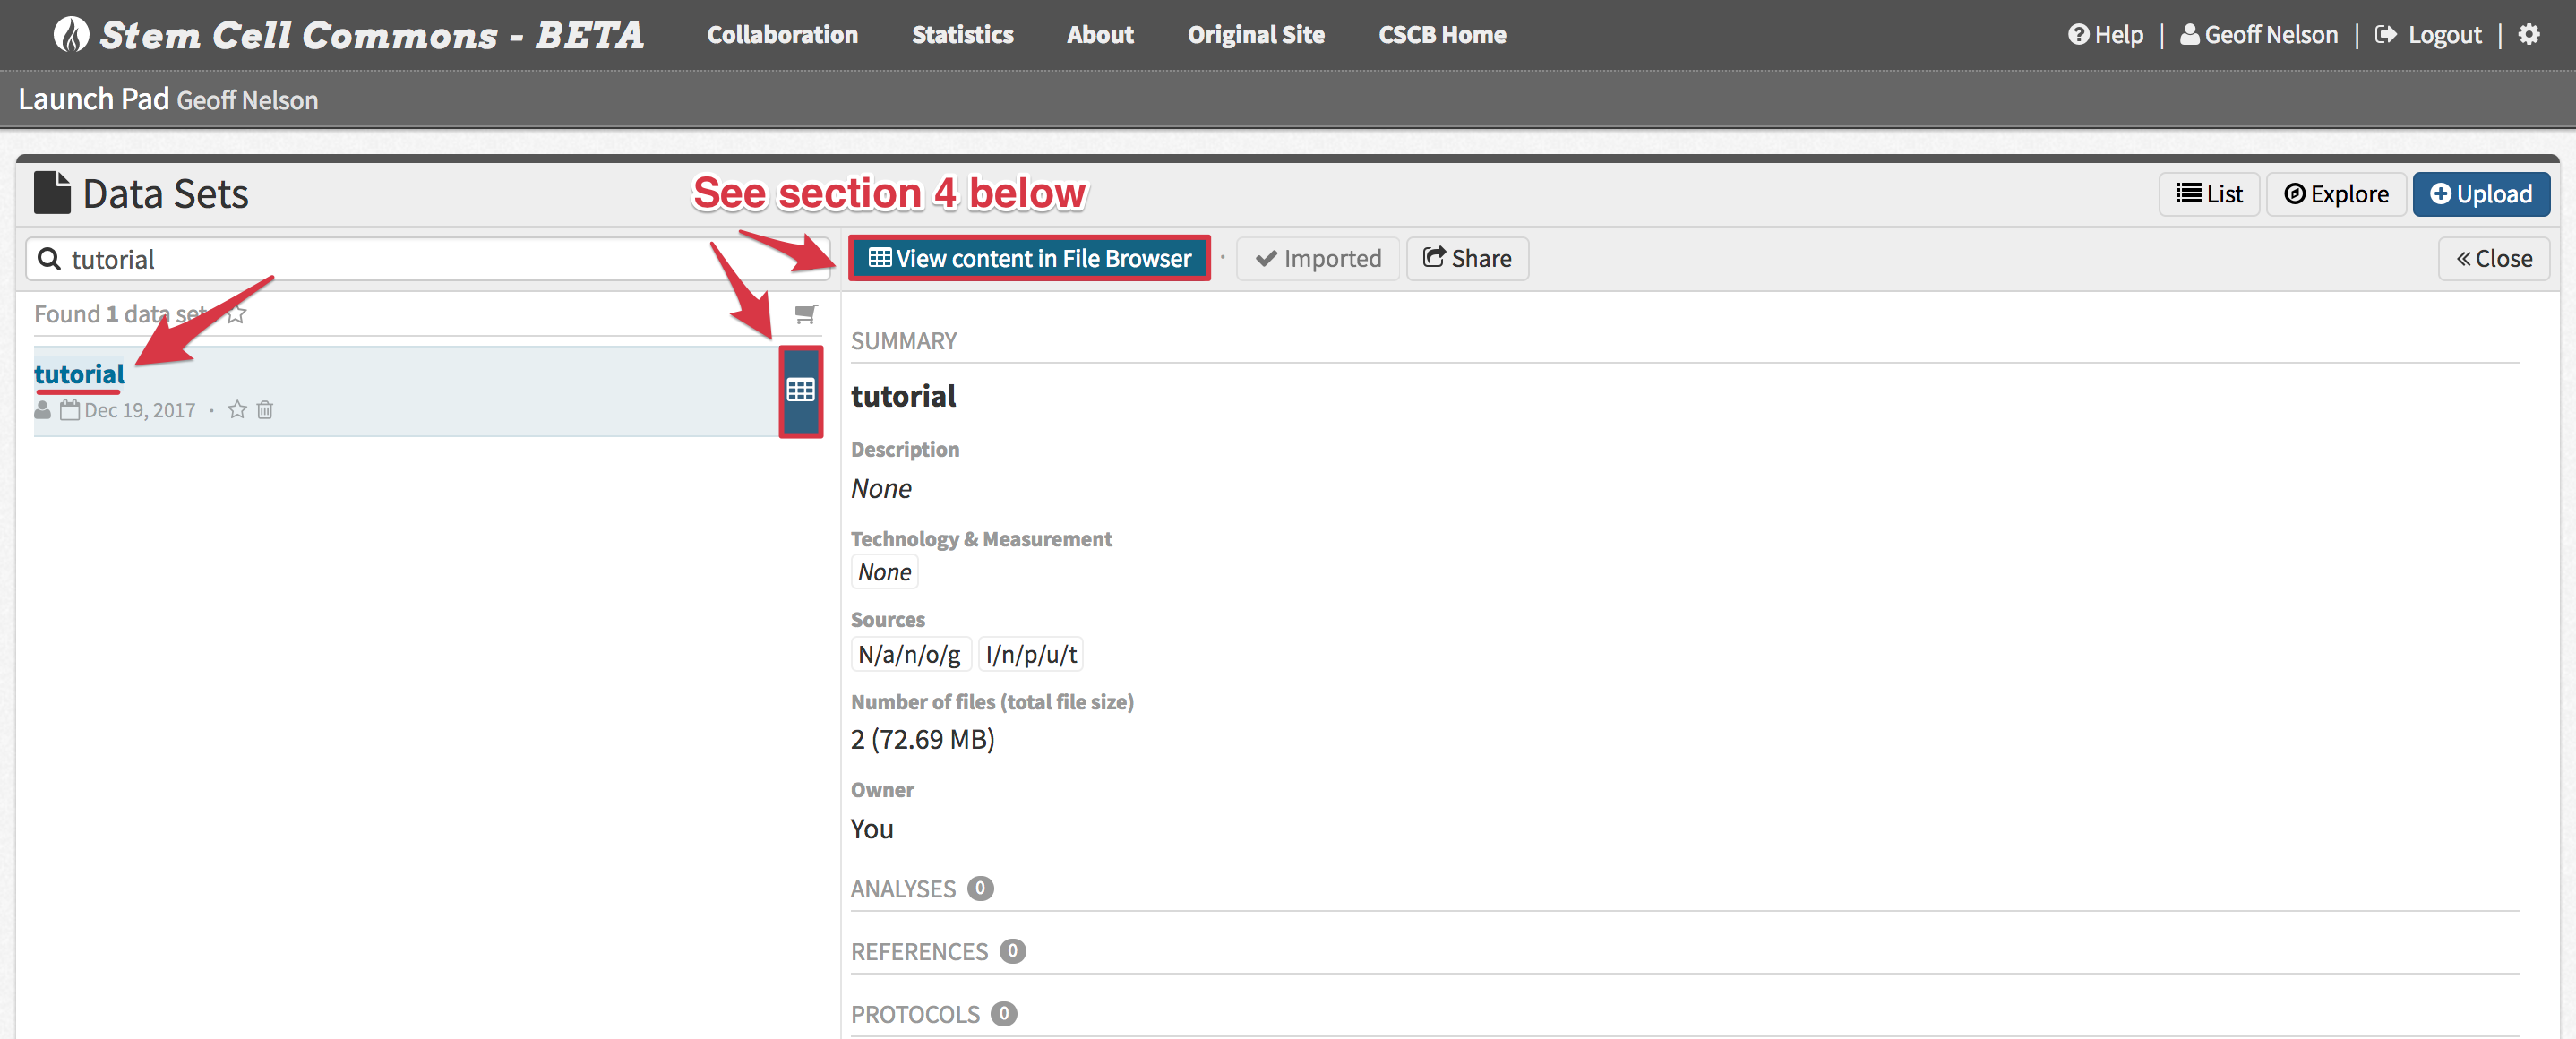 Stem Cell Commons - BETA Collaboration Statistics About Original Site CSCB Home Help | Geoff Nelson | Logout |
Launch Pad Geoff Nelson
Data Sets See section 4 below List Explore Upload
tutorial View content in File Browser · Imported Share « Close
Found 1 data set
tutorial
Dec 19, 2017 ·
SUMMARY
tutorial
Description
None
Technology & Measurement
None
Sources
N/a/n/o/g I/n/p/u/t
Number of files (total file size)
2 (72.69 MB)
Owner
You
ANALYSES 0
REFERENCES 0
PROTOCOLS 0